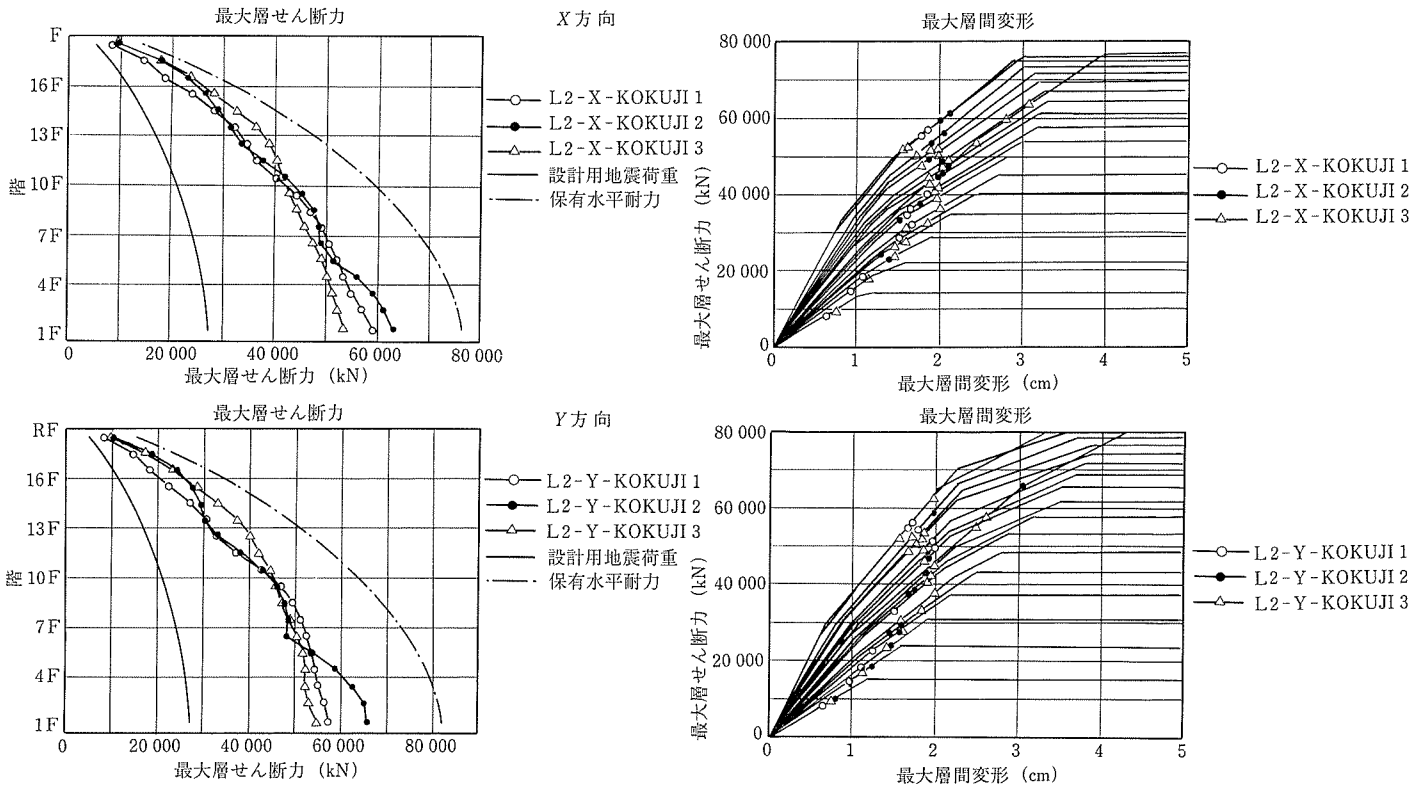 最大層せん断力
X 方向
F
16F
13F
10F
7F
4F
1F
階
0
20 000
40 000
60 000
80 000
最大層せん断力 (kN)
L2-X-KOKUJI 1
L2-X-KOKUJI 2
L2-X-KOKUJI 3
設計用地震荷重
保有水平耐力
最大層間変形
80 000
60 000
40 000
20 000
0
最大層せん断力 (kN)
0
1
2
3
4
5
最大層間変形 (cm)
L2-X-KOKUJI 1
L2-X-KOKUJI 2
L2-X-KOKUJI 3
最大層せん断力
Y 方向
RF
16F
13F
10F
7F
4F
1F
階
0
20 000
40 000
60 000
80 000
最大層せん断力 (kN)
L2-Y-KOKUJI 1
L2-Y-KOKUJI 2
L2-Y-KOKUJI 3
設計用地震荷重
保有水平耐力
最大層間変形
80 000
60 000
40 000
20 000
0
最大層せん断力 (kN)
0
1
2
3
4
5
最大層間変形 (cm)
L2-Y-KOKUJI 1
L2-Y-KOKUJI 2
L2-Y-KOKUJI 3